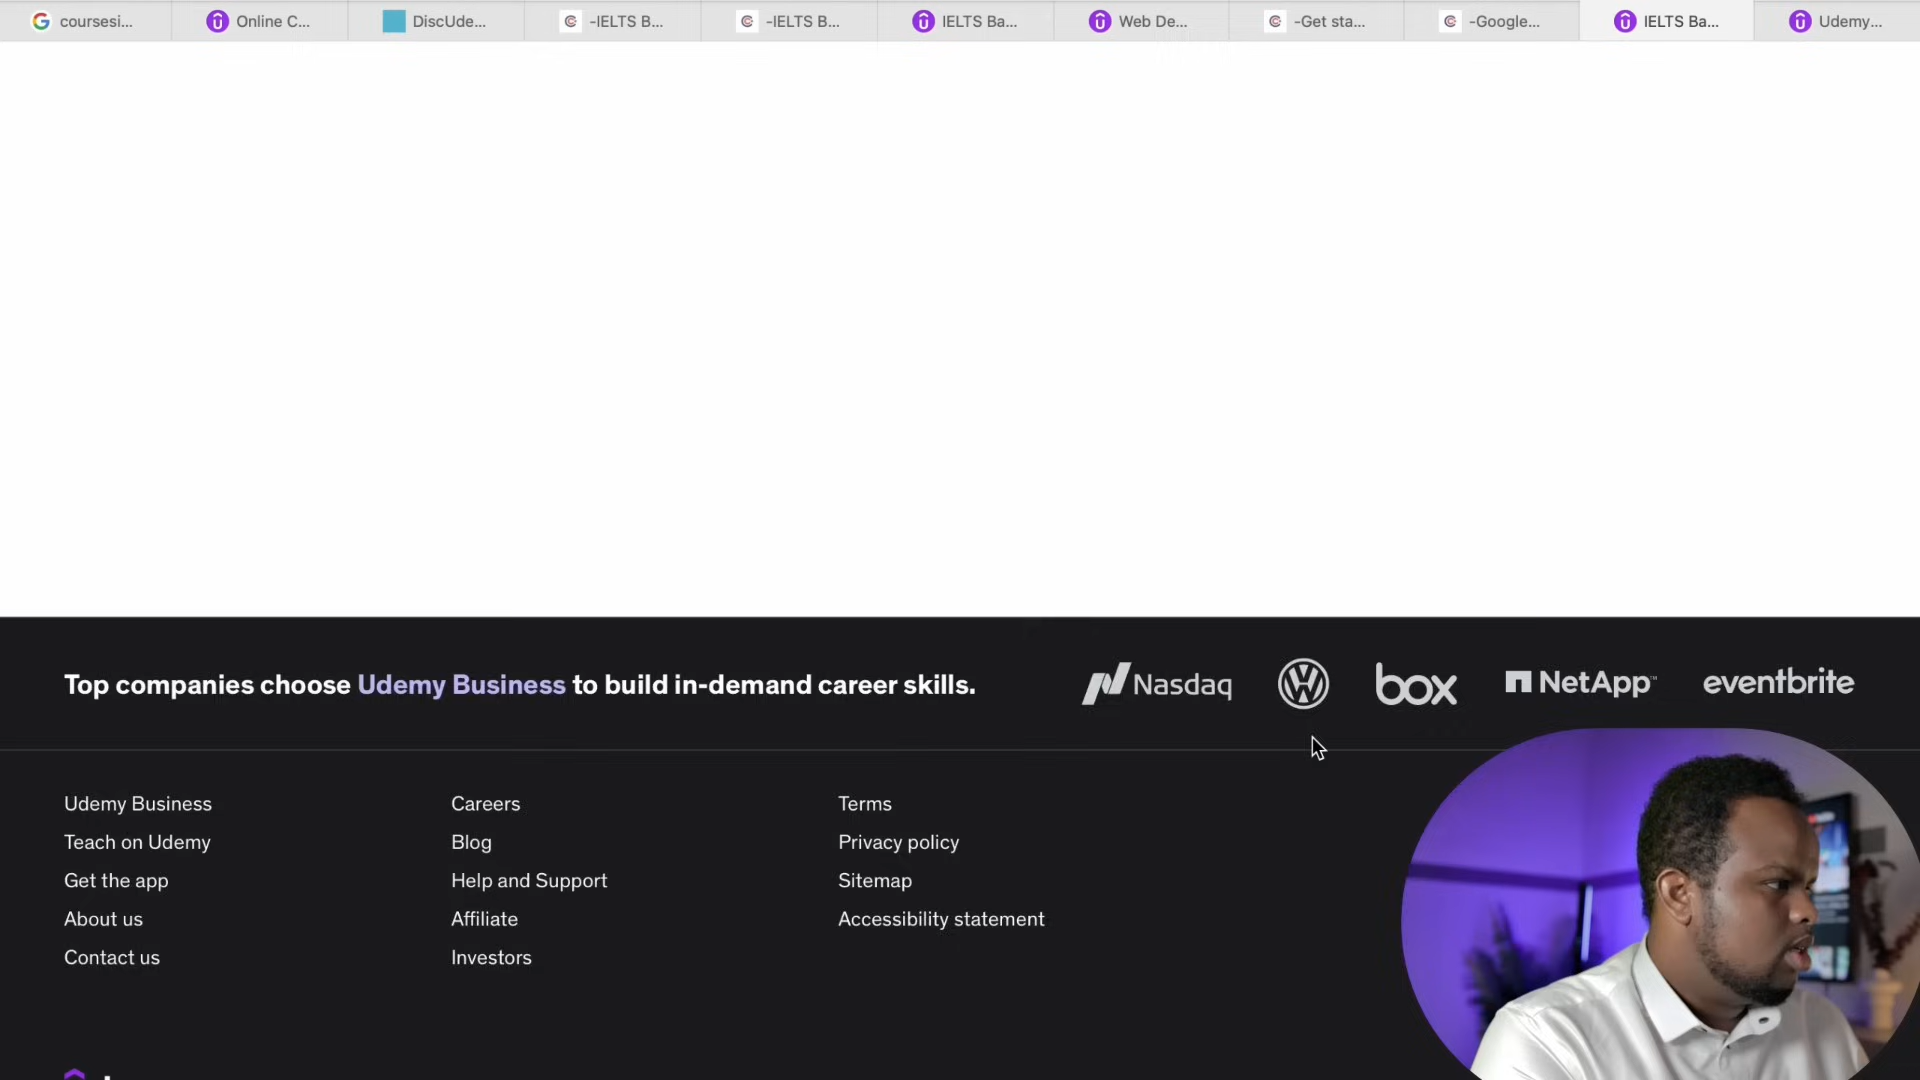 coursesi...
Online C...
DiscUde...
-IELTS B...
-IELTS B...
IELTS Ba...
Web De...
-Get sta...
-Google...
IELTS Ba...
Udemy...
Top companies choose Udemy Business to build in-demand career skills.
Nasdaq
box
NetApp™
eventbrite
Udemy Business
Careers
Terms
Teach on Udemy
Blog
Privacy policy
Get the app
Help and Support
Sitemap
About us
Affiliate
Accessibility statement
Contact us
Investors